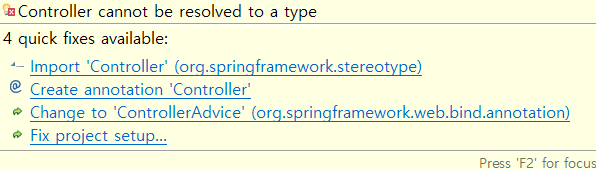 Controller cannot be resolved to a type
4 quick fixes available:
Import 'Controller' (org.springframework.stereotype)
Create annotation 'Controller'
Change to 'ControllerAdvice' (org.springframework.web.bind.annotation)
Fix project setup...
Press 'F2' for focus